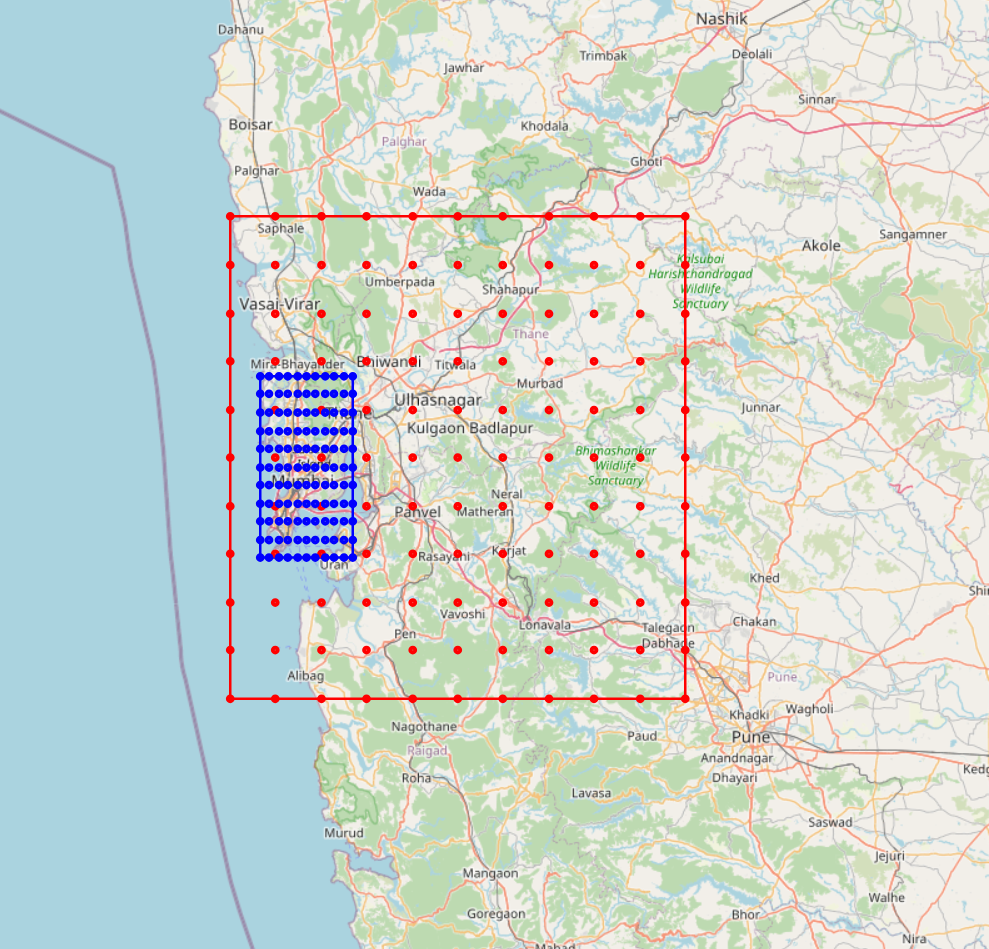 Nashik
Dahanu
Trimbak
Deolali
Jawhar
Sinnar
Boisar
Khodala
Palghar
Ghoti
Palghar
Wada
Saphale
Sangamner
Akole
Kalsubai
Harishchandragad
Wildlife
Sanctuary
Umberpada
Shahapur
Vasai-Virar
Thane
Mira-Bhayander
Bhiwandi
Titwala
Murbad
Ulhasnagar
Junnar
Thane
Kulgaon Badlapur
Bhimashankar
Wildlife
Sanctuary
Mumbai
Neral
Panvel
Matheran
Karjat
Rasayani
Uran
Khed
Shir
Vavoshi
Lonavala
Chakan
Talegaon
Dabhade
Pen
Alibag
Pune
Wagholi
Khadki
Nagothane
Paud
Pune
Raigad
Anandnagar
Kedg
Roha
Dhayari
Lavasa
Saswad
Murud
Jejuri
Mangaon
Walhe
Goregaon
Bhor
Nira
Mahad